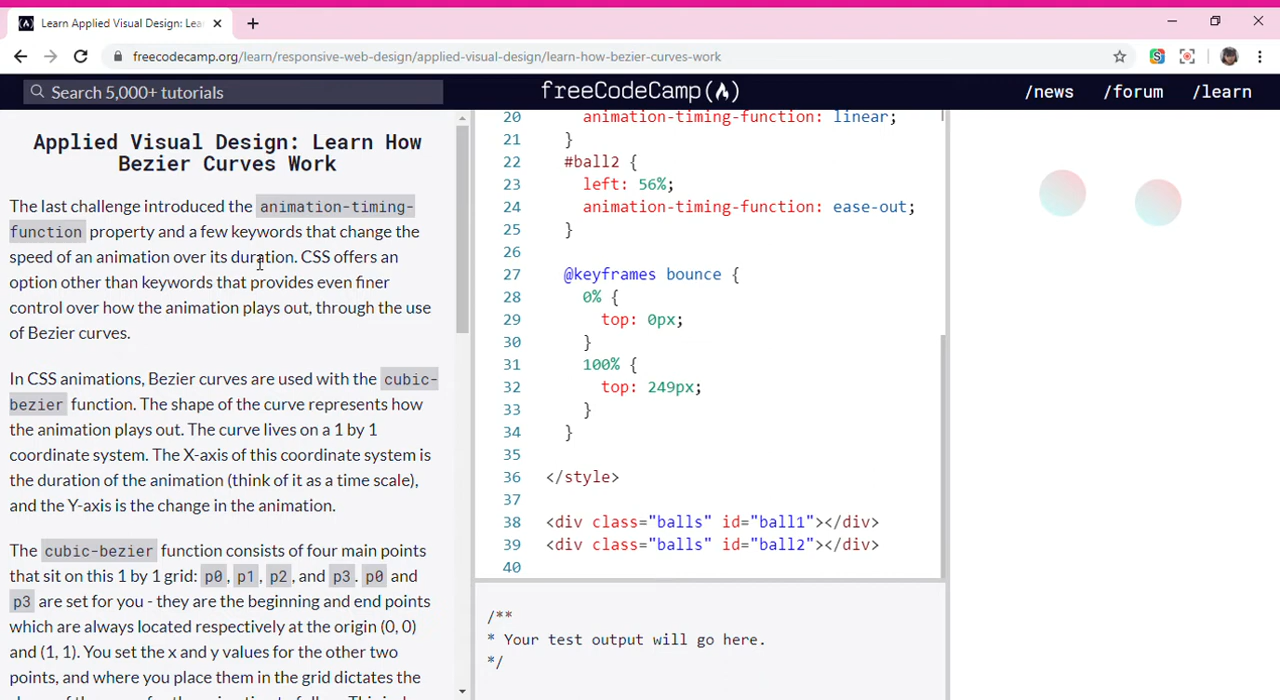 Learn Applied Visual Design: Lea
freecodecamp.org/learn/responsive-web-design/applied-visual-design/learn-how-bezier-curves-work
Search 5,000+ tutorials
freeCodeCamp
/news
/forum
/learn
Applied Visual Design: Learn How
Bezier Curves Work
The last challenge introduced the animation-timing-
function property and a few keywords that change the
speed of an animation over its duration. CSS offers an
option other than keywords that provides even finer
control over how the animation plays out, through the use
of Bezier curves.
In CSS animations, Bezier curves are used with the cubic-
bezier function. The shape of the curve represents how
the animation plays out. The curve lives on a 1 by 1
coordinate system. The X-axis of this coordinate system is
the duration of the animation (think of it as a time scale),
and the Y-axis is the change in the animation.
The cubic-bezier function consists of four main points
that sit on this 1 by 1 grid: p0, p1, p2, and p3. p0 and
p3 are set for you - they are the beginning and end points
which are always located respectively at the origin (0, 0)
and (1, 1). You set the x and y values for the other two
points, and where you place them in the grid dictates the
20 animation-timing-function: linear;
21 }
22 #ball2 {
23 left: 56%;
24 animation-timing-function: ease-out;
25 }
26
27 @keyframes bounce {
28 0% {
29 top: 0px;
30 }
31 100% {
32 top: 249px;
33 }
34 }
35
36 </style>
37
38 <div class="balls" id="ball1"></div>
39 <div class="balls" id="ball2"></div>
40
/**
* Your test output will go here.
*/